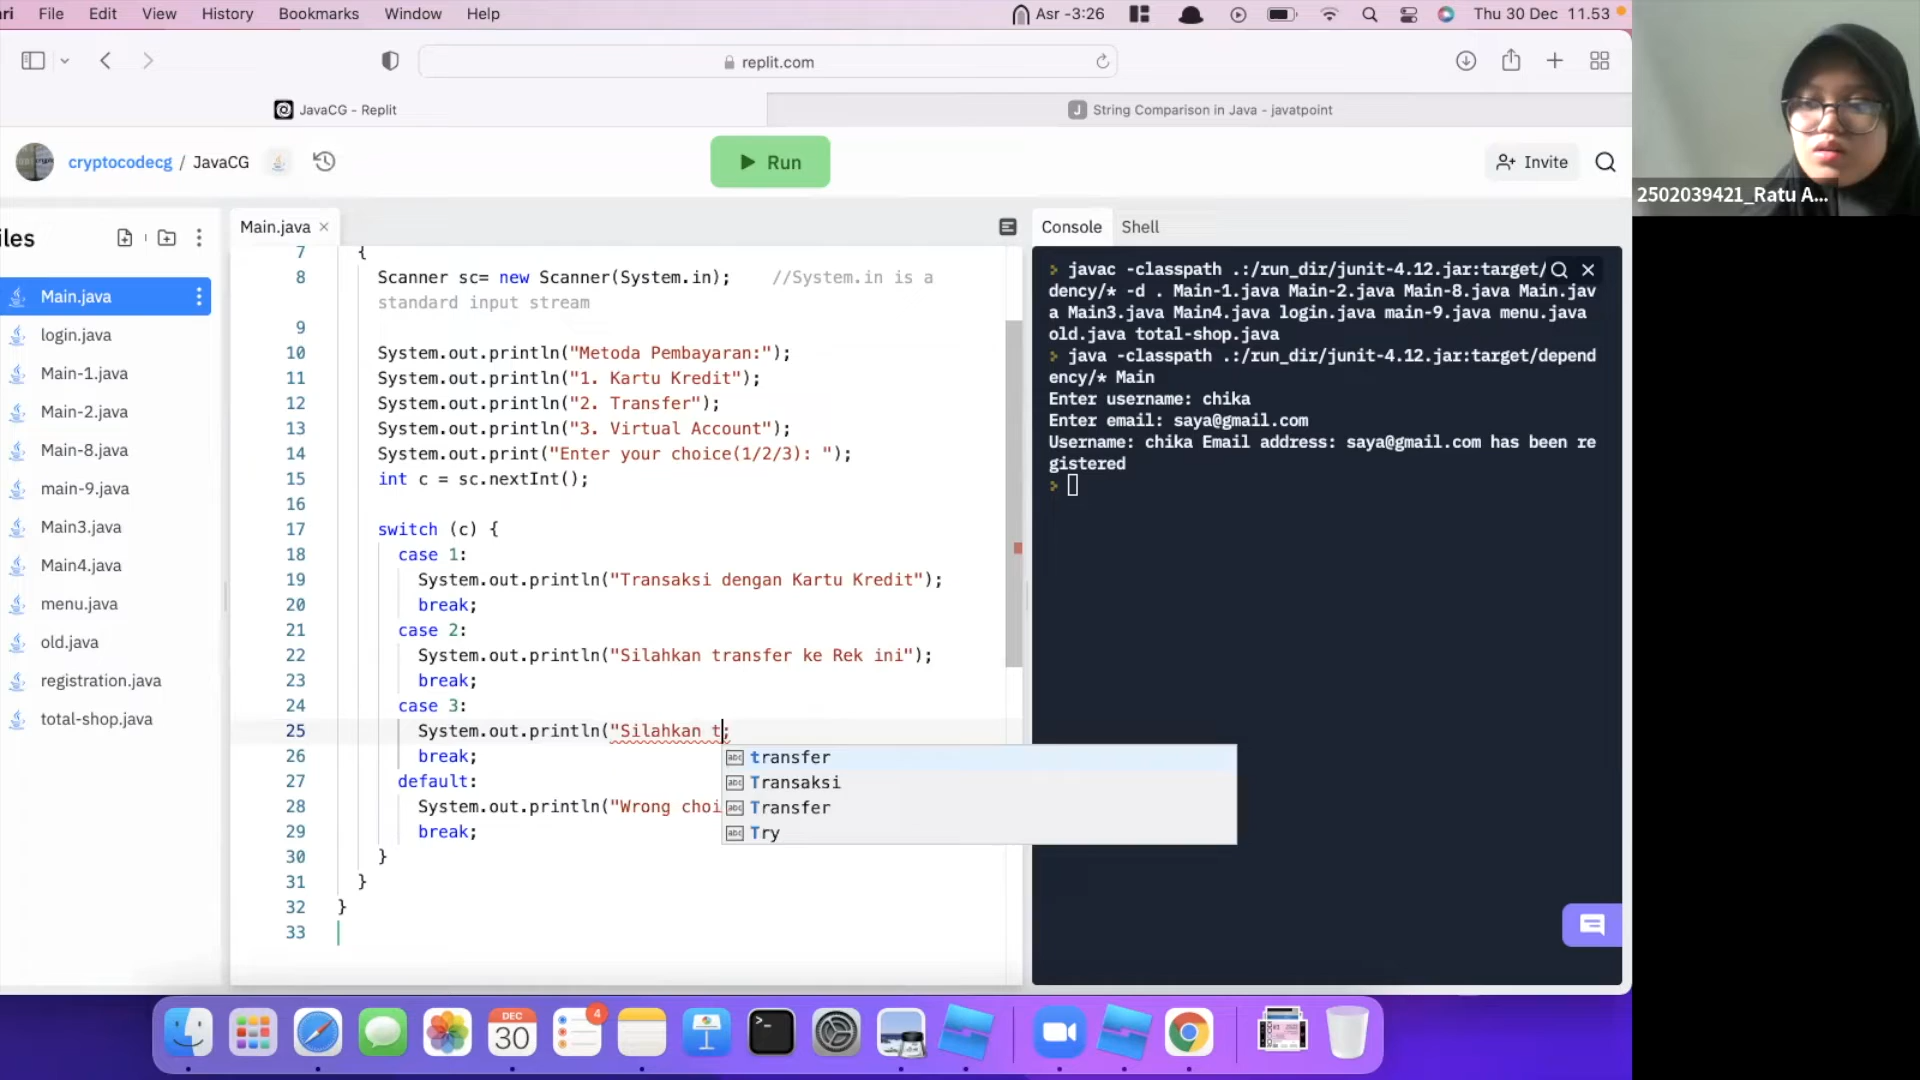 ri File Edit View History Bookmarks Window Help Asr -3:26 Thu 30 Dec 11.53
replit.com
JavaCG - Replit
String Comparison in Java - javatpoint
cryptocodecg / JavaCG
Run
Invite
2502039421_Ratu A...
iles
Main.java
login.java
Main-1.java
Main-2.java
Main-8.java
main-9.java
Main3.java
Main4.java
menu.java
old.java
registration.java
total-shop.java
Main.java
7 {
8 Scanner sc= new Scanner(System.in); //System.in is a
standard input stream
9
10 System.out.println("Metoda Pembayaran:");
11 System.out.println("1. Kartu Kredit");
12 System.out.println("2. Transfer");
13 System.out.println("3. Virtual Account");
14 System.out.print("Enter your choice(1/2/3): ");
15 int c = sc.nextInt();
16
17 switch (c) {
18 case 1:
19 System.out.println("Transaksi dengan Kartu Kredit");
20 break;
21 case 2:
22 System.out.println("Silahkan transfer ke Rek ini");
23 break;
24 case 3:
25 System.out.println("Silahkan t;
26 break;
27 default:
28 System.out.println("Wrong choi
29 break;
30 }
31 }
32 }
33
abc transfer
abc Transaksi
abc Transfer
abc Try
Console Shell
> javac -classpath .:/run_dir/junit-4.12.jar:target/
dency/* -d . Main-1.java Main-2.java Main-8.java Main.jav
a Main3.java Main4.java login.java main-9.java menu.java
old.java total-shop.java
> java -classpath .:/run_dir/junit-4.12.jar:target/depend
ency/* Main
Enter username: chika
Enter email: saya@gmail.com
Username: chika Email address: saya@gmail.com has been re
gistered
>
DEC
30
4